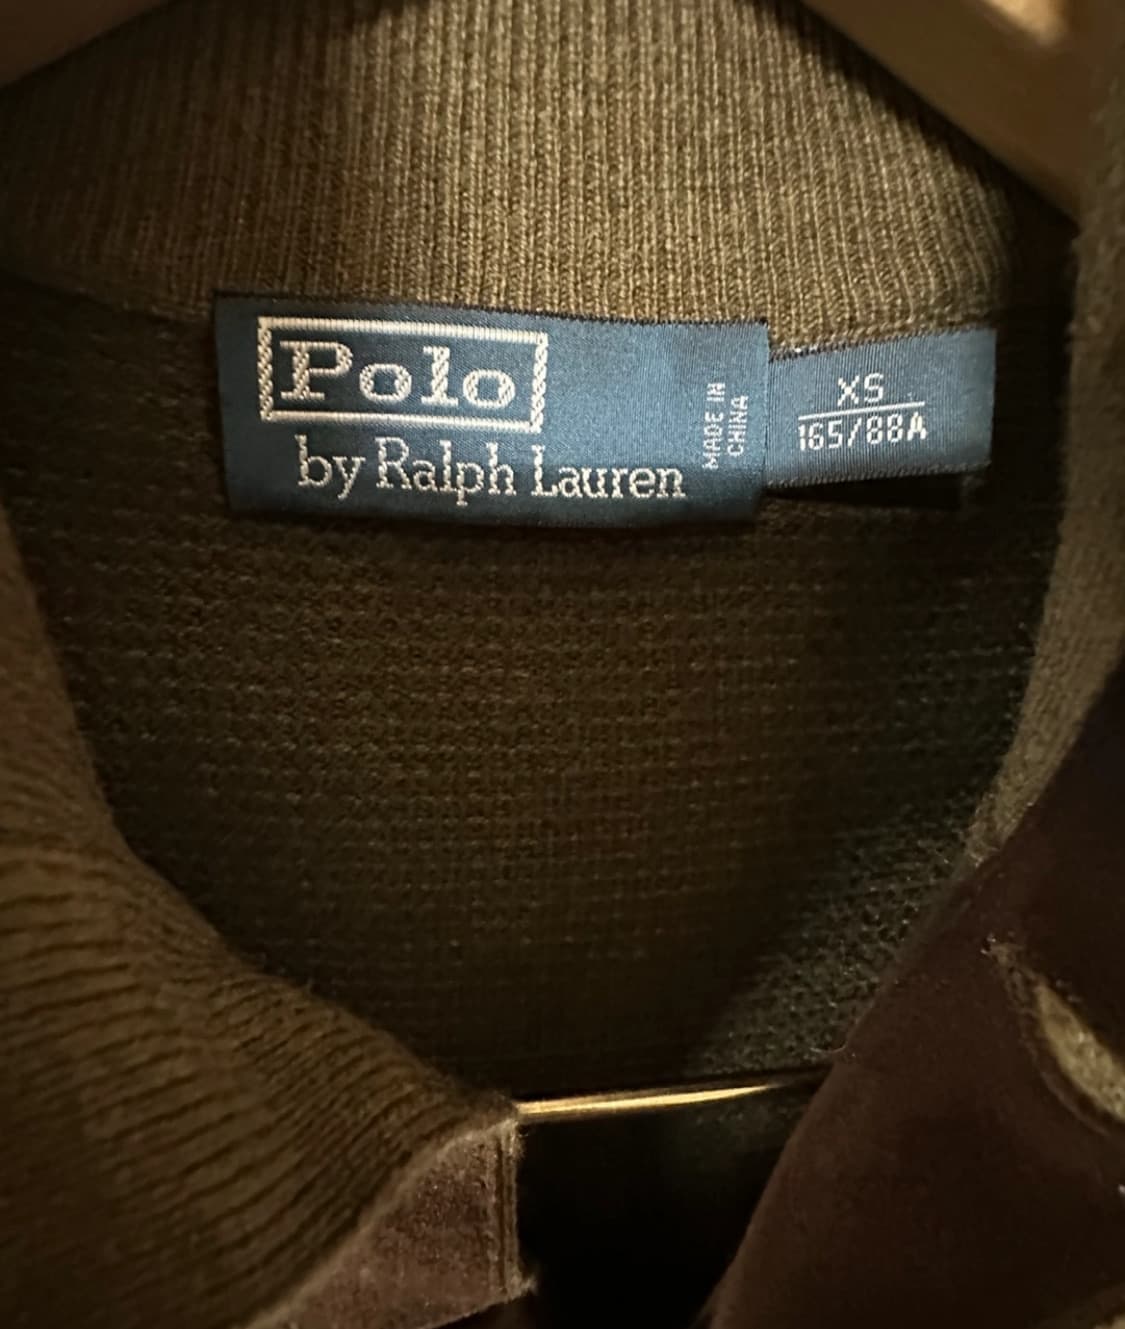 Polo
by Ralph Lauren
MADE IN
CHINA
XS
165/88A